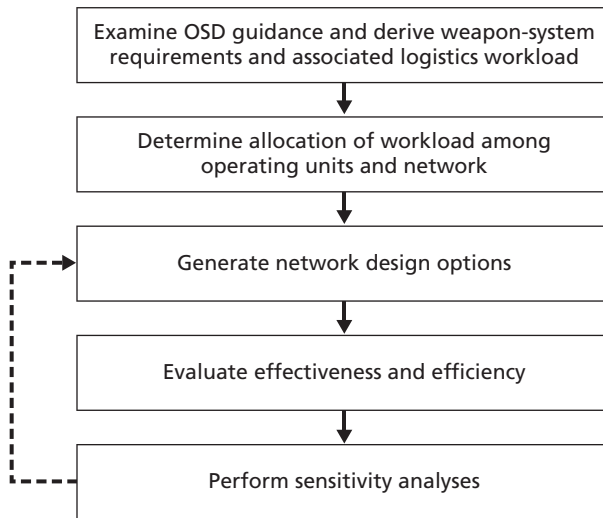 Examine OSD guidance and derive weapon-system
requirements and associated logistics workload
Determine allocation of workload among
operating units and network
Generate network design options
Evaluate effectiveness and efficiency
Perform sensitivity analyses